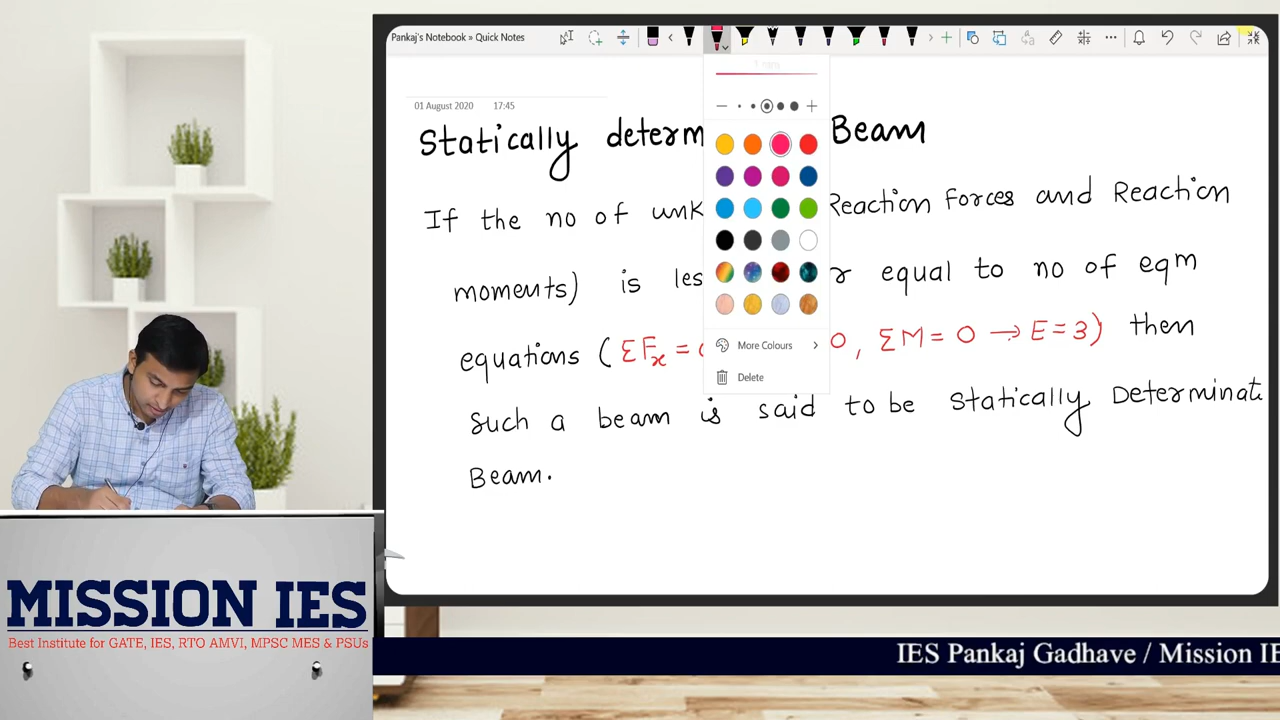 Pankaj's Notebook » Quick Notes
1 mm
01 August 2020 17:45
Statically determ Beam
If the no of unk Reaction Forces and Reaction
moments) is les r equal to no of eqm
equations (ΣFx = 0 , ΣM = 0 → E = 3) then
More Colours
Delete
such a beam is said to be Statically Determinate
Beam.
MISSION IES
Best Institute for GATE, IES, RTO AMVI, MPSC MES & PSUs
IES Pankaj Gadhave / Mission IE